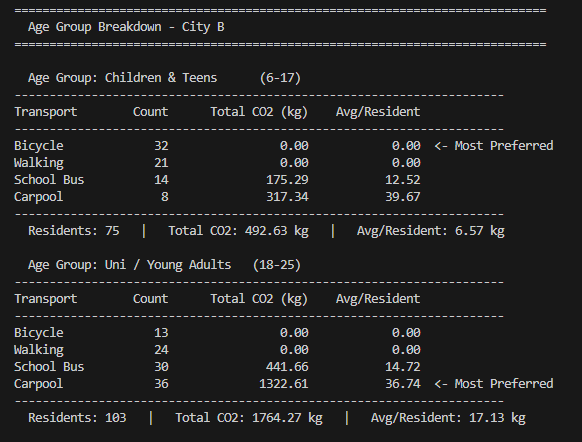 ================================================================================
Age Group Breakdown - City B
================================================================================
Age Group: Children & Teens (6-17)
----------------------------------------------------------------------
Transport Count Total CO2 (kg) Avg/Resident
----------------------------------------------------------------------
Bicycle 32 0.00 0.00 <- Most Preferred
Walking 21 0.00 0.00
School Bus 14 175.29 12.52
Carpool 8 317.34 39.67
----------------------------------------------------------------------
Residents: 75 | Total CO2: 492.63 kg | Avg/Resident: 6.57 kg
Age Group: Uni / Young Adults (18-25)
----------------------------------------------------------------------
Transport Count Total CO2 (kg) Avg/Resident
----------------------------------------------------------------------
Bicycle 13 0.00 0.00
Walking 24 0.00 0.00
School Bus 30 441.66 14.72
Carpool 36 1322.61 36.74 <- Most Preferred
----------------------------------------------------------------------
Residents: 103 | Total CO2: 1764.27 kg | Avg/Resident: 17.13 kg